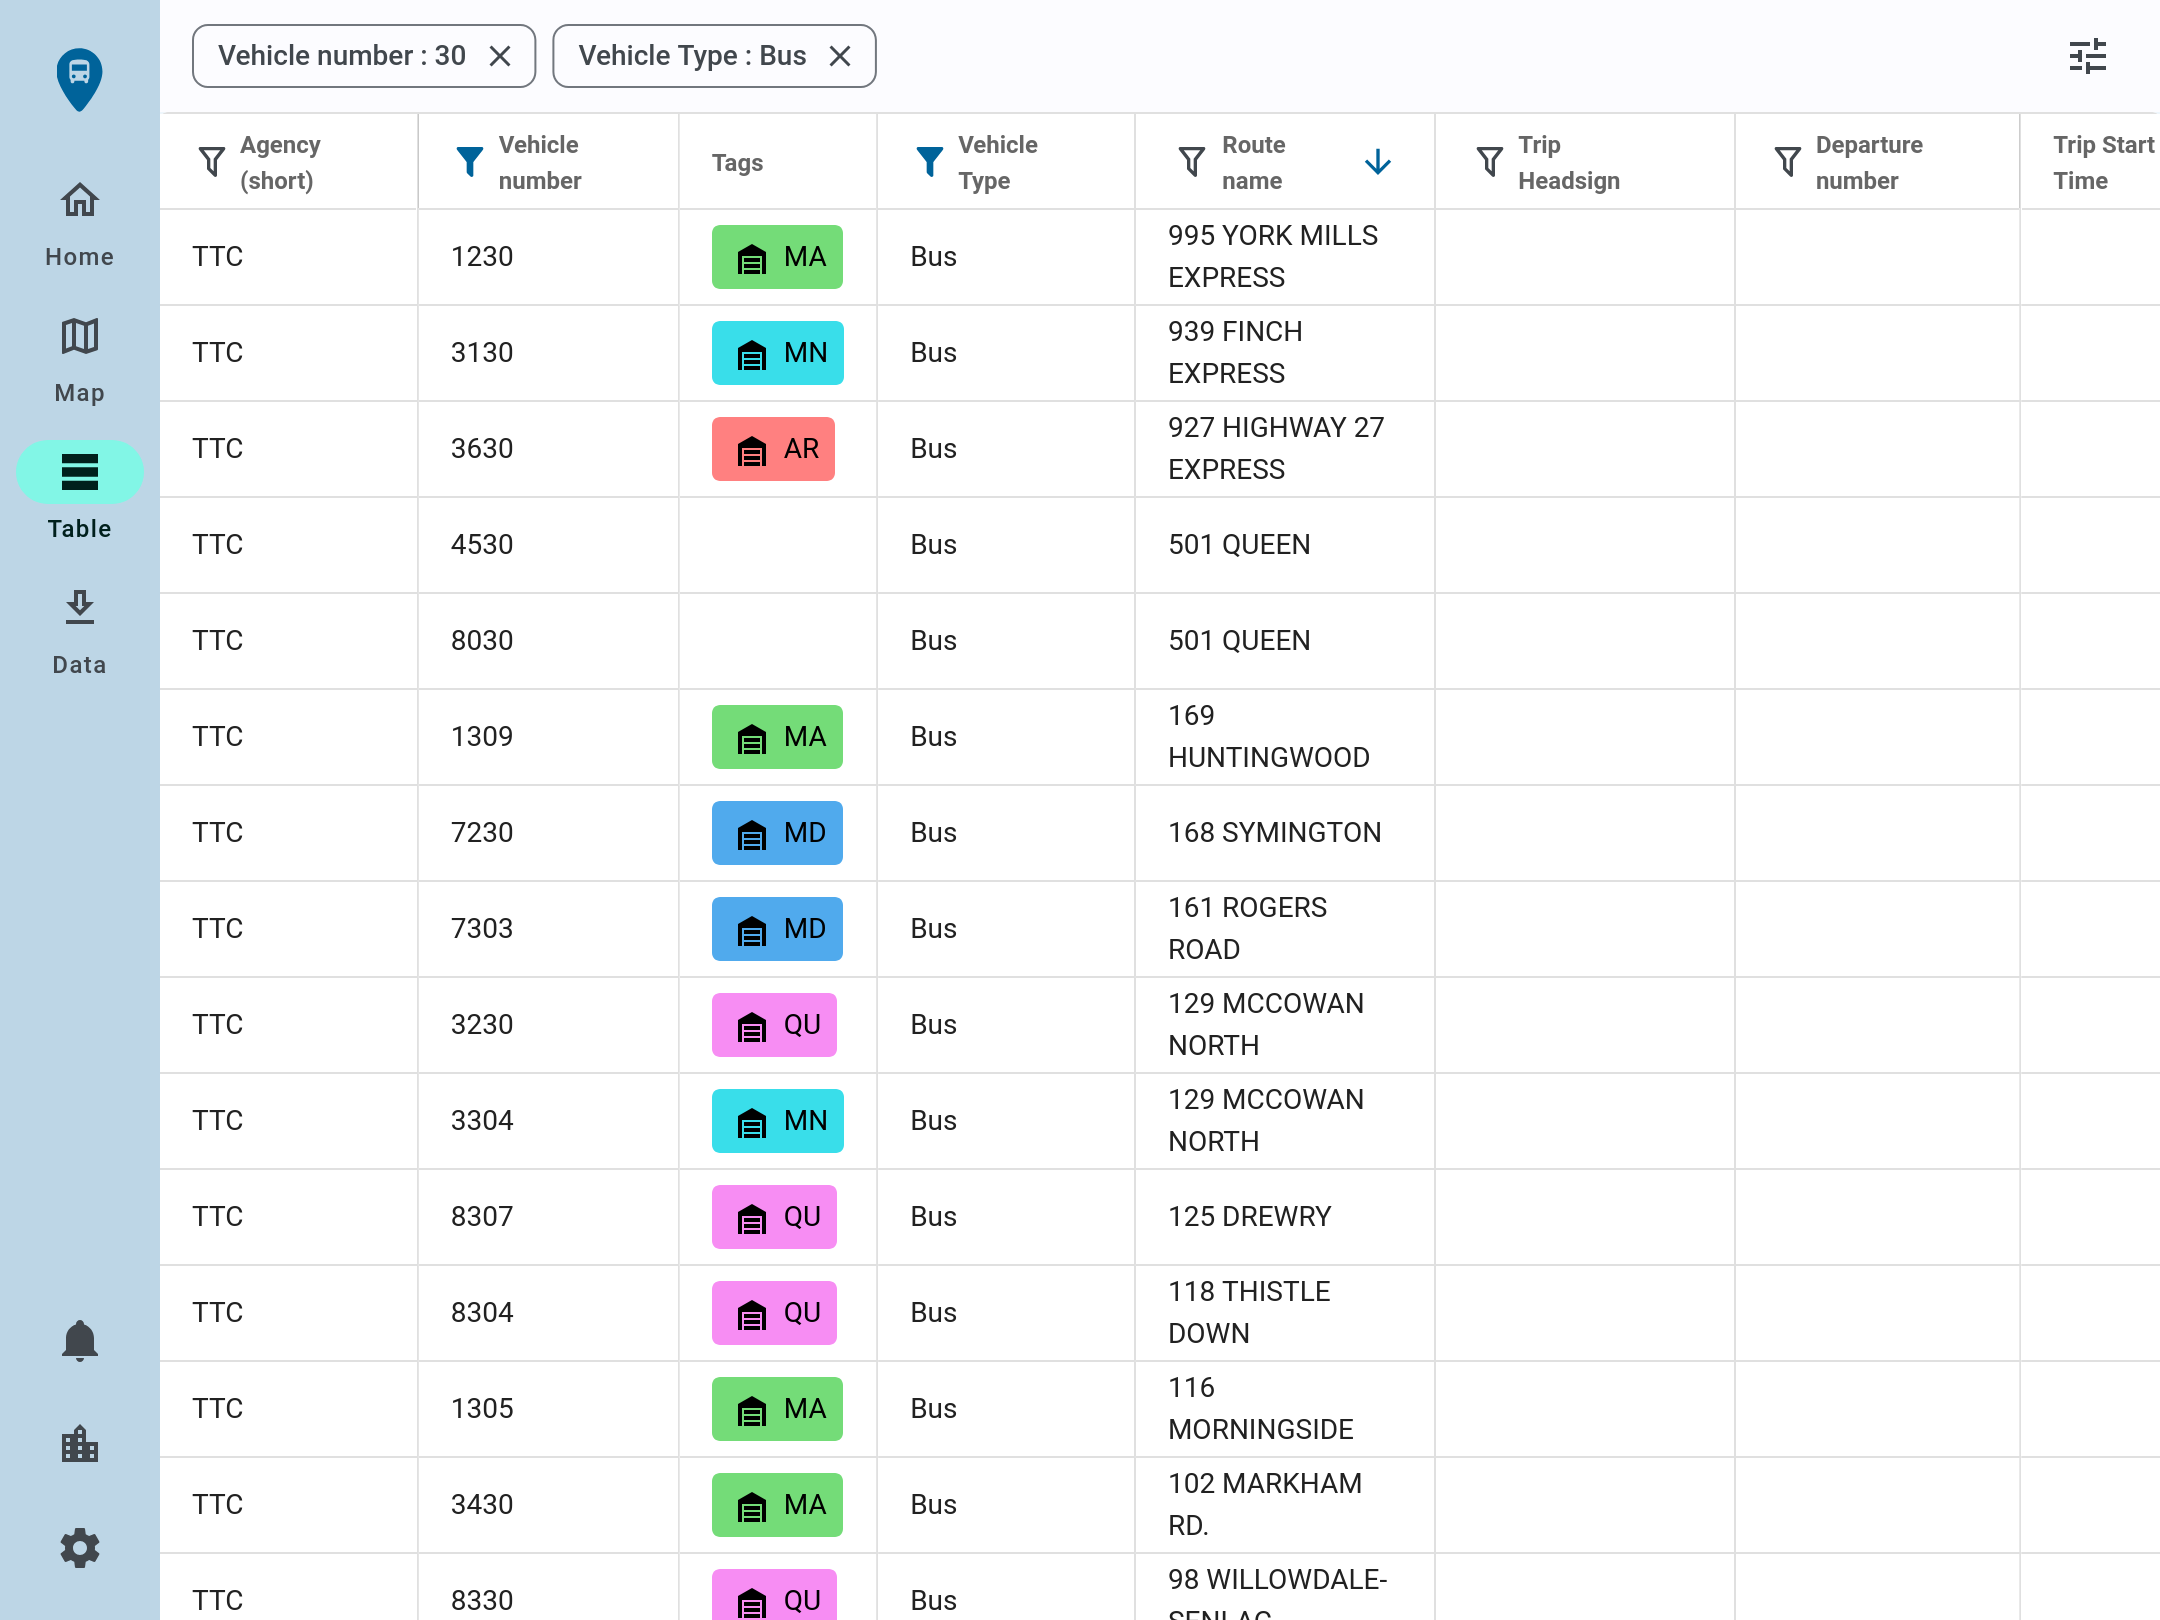 Vehicle number : 30
Vehicle Type : Bus
Home
Map
Table
Data
Agency (short)
Vehicle number
Tags
Vehicle Type
Route name
Trip Headsign
Departure number
Trip Start Time
TTC 1230 MA Bus 995 YORK MILLS EXPRESS
TTC 3130 MN Bus 939 FINCH EXPRESS
TTC 3630 AR Bus 927 HIGHWAY 27 EXPRESS
TTC 4530 Bus 501 QUEEN
TTC 8030 Bus 501 QUEEN
TTC 1309 MA Bus 169 HUNTINGWOOD
TTC 7230 MD Bus 168 SYMINGTON
TTC 7303 MD Bus 161 ROGERS ROAD
TTC 3230 QU Bus 129 MCCOWAN NORTH
TTC 3304 MN Bus 129 MCCOWAN NORTH
TTC 8307 QU Bus 125 DREWRY
TTC 8304 QU Bus 118 THISTLE DOWN
TTC 1305 MA Bus 116 MORNINGSIDE
TTC 3430 MA Bus 102 MARKHAM RD.
TTC 8330 QU Bus 98 WILLOWDALE-SENLAC